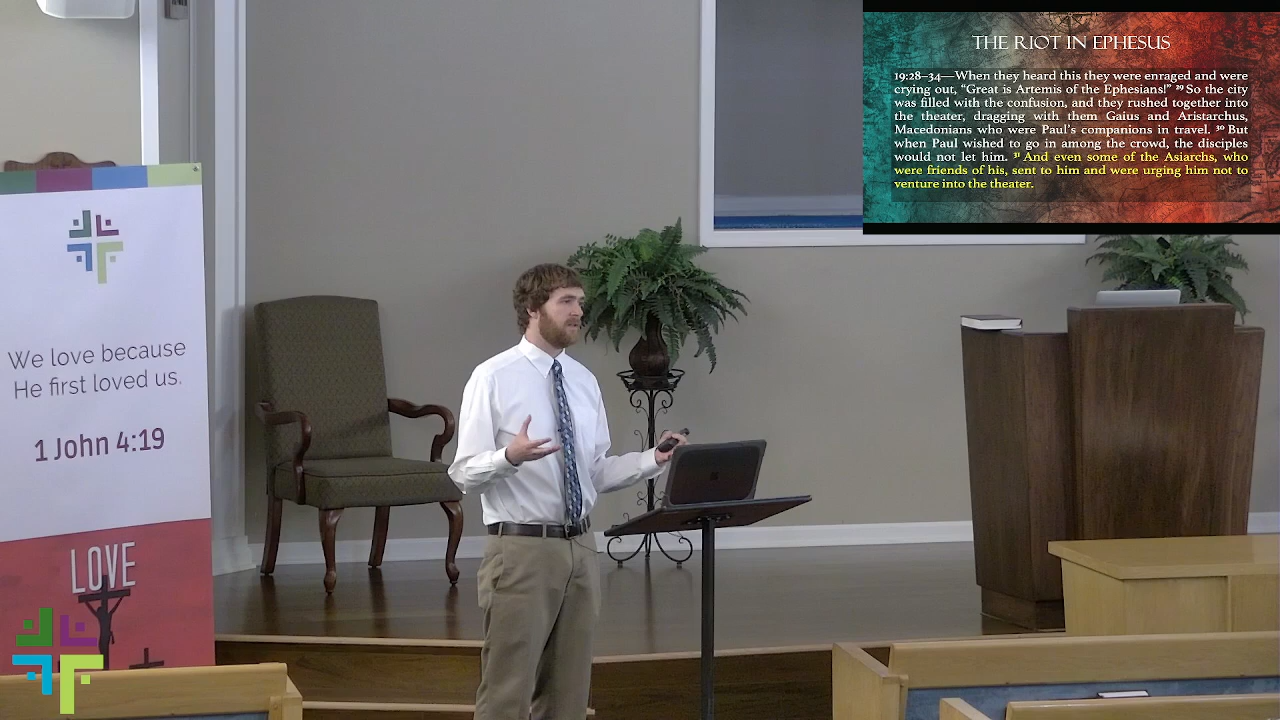 THE RIOT IN EPHESUS
19:28–34—When they heard this they were enraged and were
crying out, “Great is Artemis of the Ephesians!” ²⁹ So the city
was filled with the confusion, and they rushed together into
the theater, dragging with them Gaius and Aristarchus,
Macedonians who were Paul’s companions in travel. ³⁰ But
when Paul wished to go in among the crowd, the disciples
would not let him. ³¹ And even some of the Asiarchs, who
were friends of his, sent to him and were urging him not to
venture into the theater.
We love because
He first loved us.
1 John 4:19
LOVE